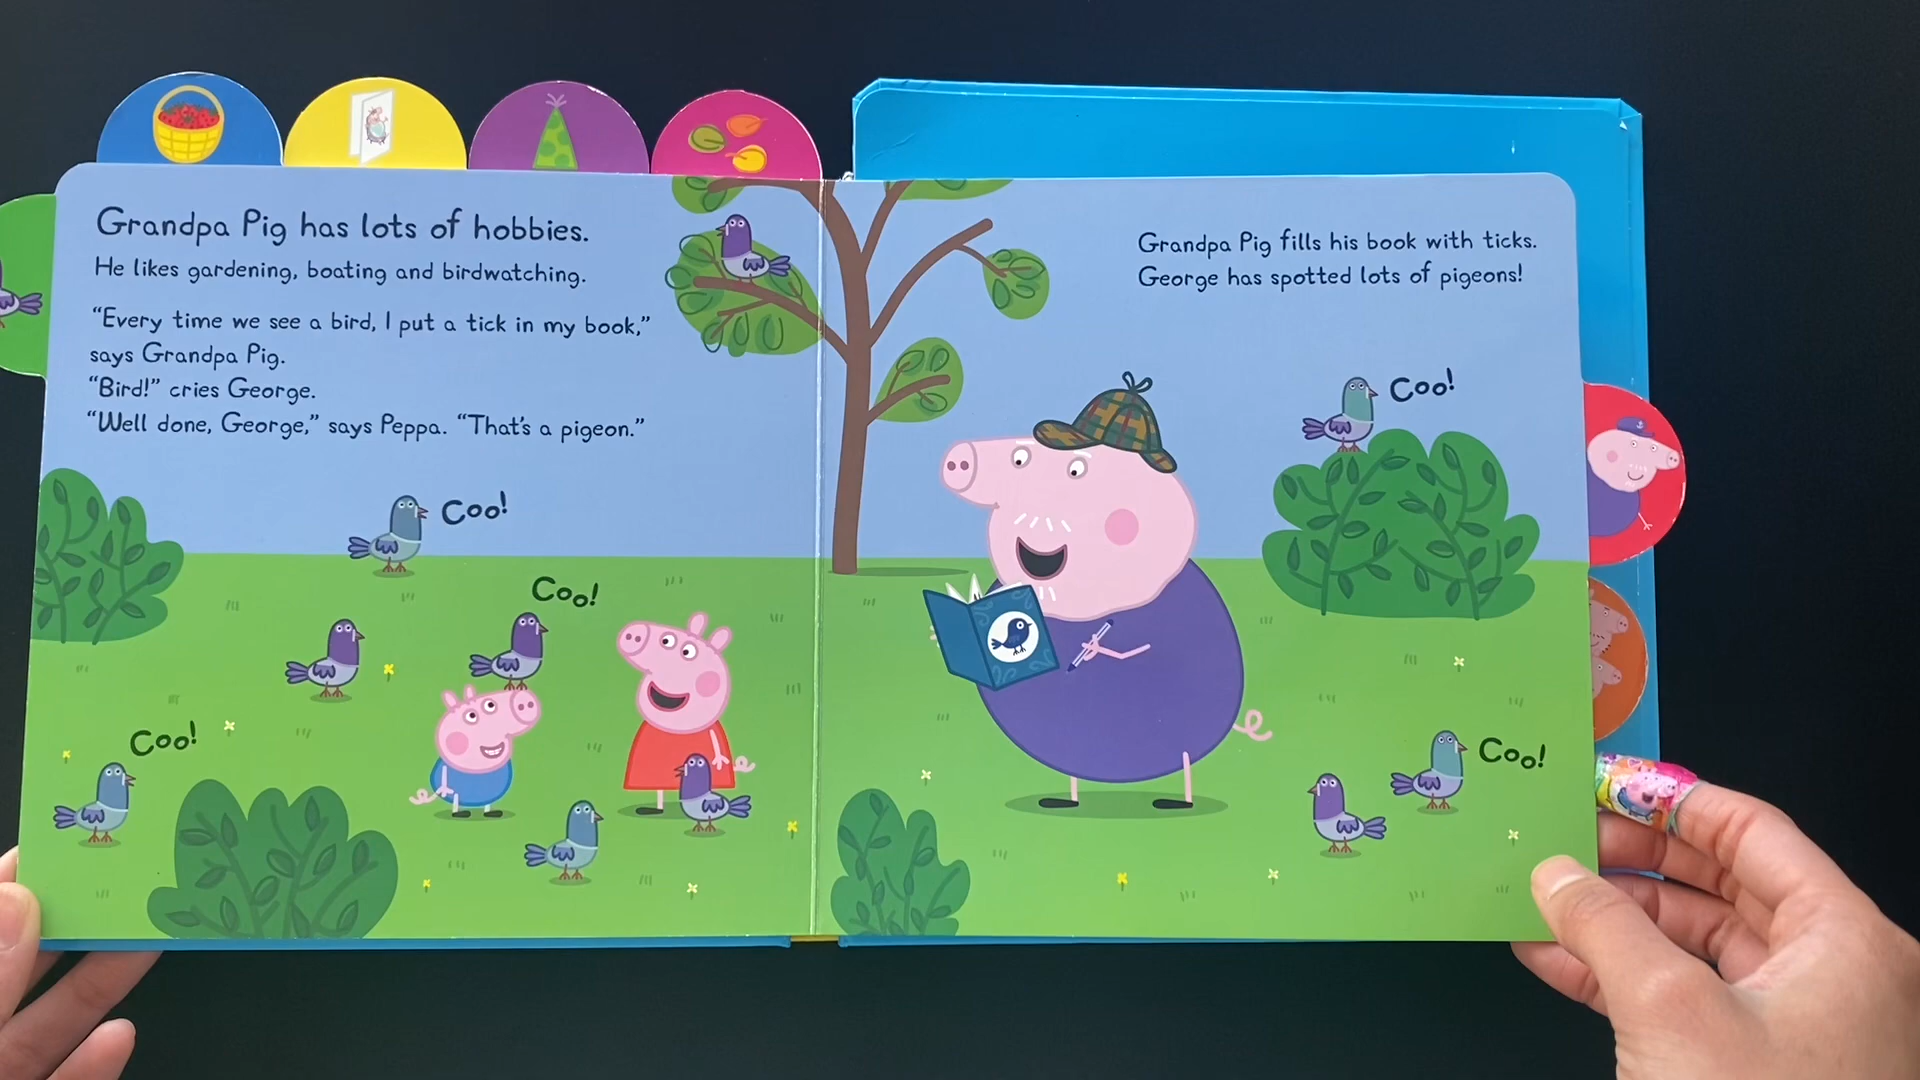 Grandpa Pig has lots of hobbies.
He likes gardening, boating and birdwatching.
“Every time we see a bird, I put a tick in my book,”
says Grandpa Pig.
“Bird!” cries George.
“Well done, George,” says Peppa. “That’s a pigeon.”
Coo!
Coo!
Coo!
Grandpa Pig fills his book with ticks.
George has spotted lots of pigeons!
Coo!
Coo!